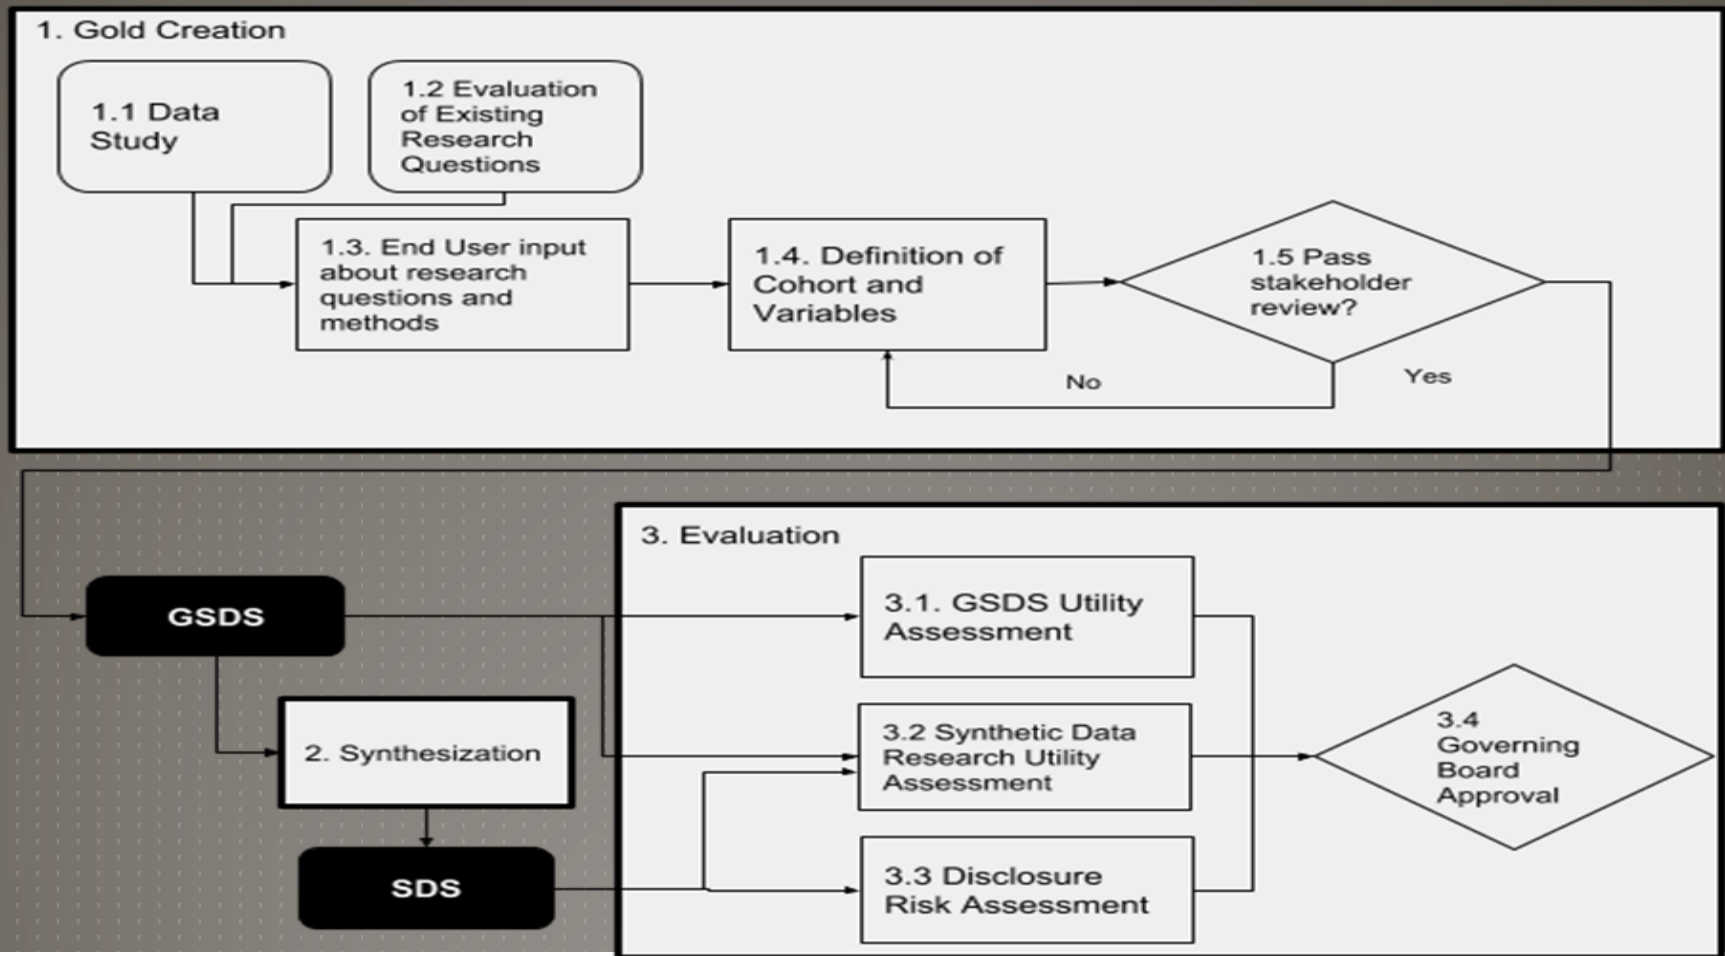 1. Gold Creation
1.1 Data
Study
1.2 Evaluation
of Existing
Research
Questions
1.3. End User input
about research
questions and
methods
1.4. Definition of
Cohort and
Variables
1.5 Pass
stakeholder
review?
No
Yes
GSDS
2. Synthesization
SDS
3. Evaluation
3.1. GSDS Utility
Assessment
3.2 Synthetic Data
Research Utility
Assessment
3.3 Disclosure
Risk Assessment
3.4
Governing
Board
Approval